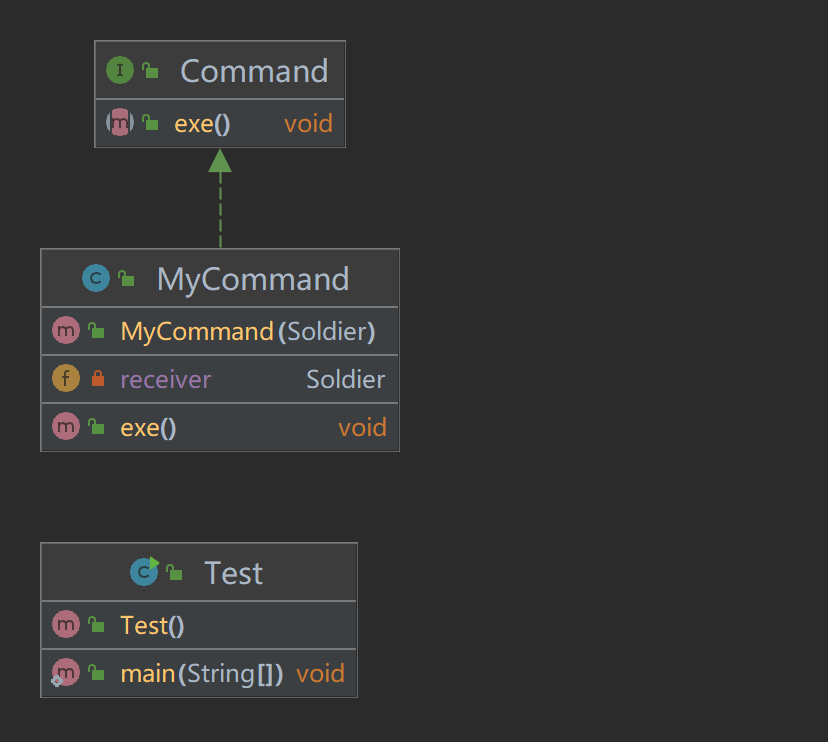 I Command
m exe() void
C MyCommand
m MyCommand(Soldier)
f receiver Soldier
m exe() void
C Test
m Test()
m main(String[]) void